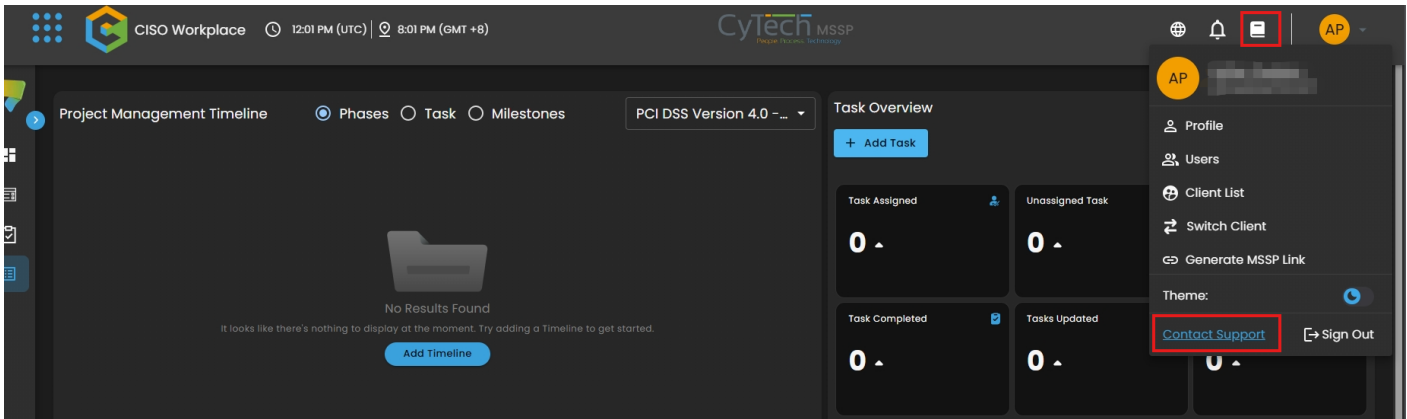 CISO Workplace
12:01 PM (UTC)
8:01 PM (GMT +8)
CyTech MSSP
People Process, Technology
AP
AP
Profile
Users
Client List
Switch Client
Generate MSSP Link
Theme:
Contact Support
Sign Out
Project Management Timeline
Phases
Task
Milestones
PCI DSS Version 4.0 -...
No Results Found
It looks like there's nothing to display at the moment. Try adding a Timeline to get started.
Add Timeline
Task Overview
+ Add Task
Task Assigned
0
Unassigned Task
0
Task Completed
0
Tasks Updated
0
0